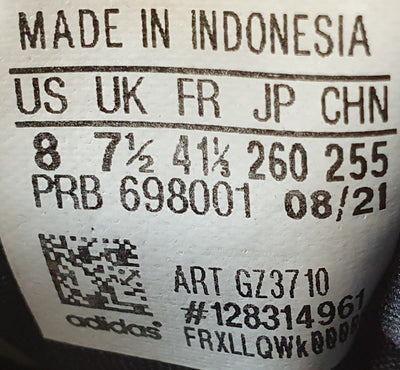 MADE IN INDONESIA
US UK FR JP CHN
8 7½ 41⅓ 260 255
PRB 698001 08/21
ART GZ3710
#128314961
adidas